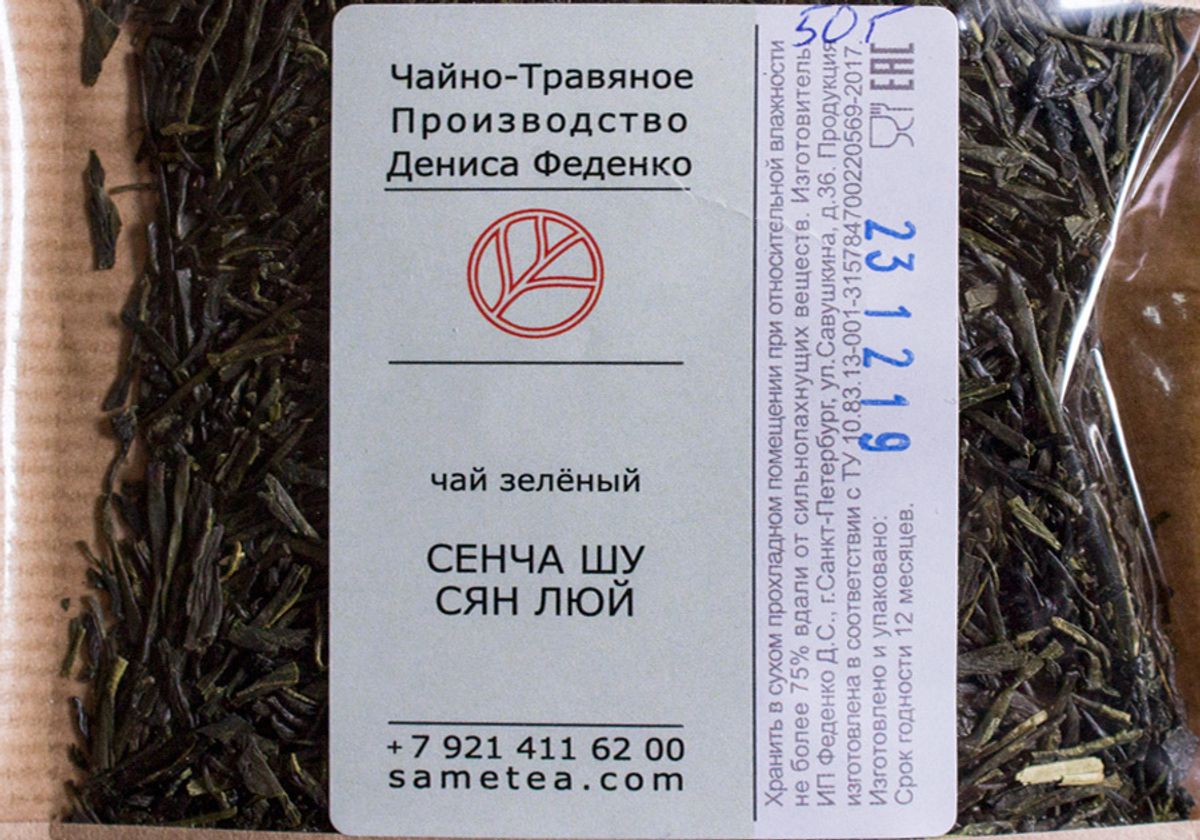 Чайно-Травяное
Производство
Дениса Феденко
чай зелёный
СЕНЧА ШУ
СЯН ЛЮЙ
+7 921 411 62 00
sametea.com
50 г
Хранить в сухом прохладном помещении при относительной влажности
не более 75% вдали от сильнопахнущих веществ. Изготовитель
ИП Феденко Д.С., г.Санкт-Петербург, ул.Савушкина, д.36. Продукция
изготовлена в соответствии с ТУ 10.83.13-001-315784700220569-2017.
Изготовлено и упаковано:
Срок годности 12 месяцев.
23 12 19
EAC